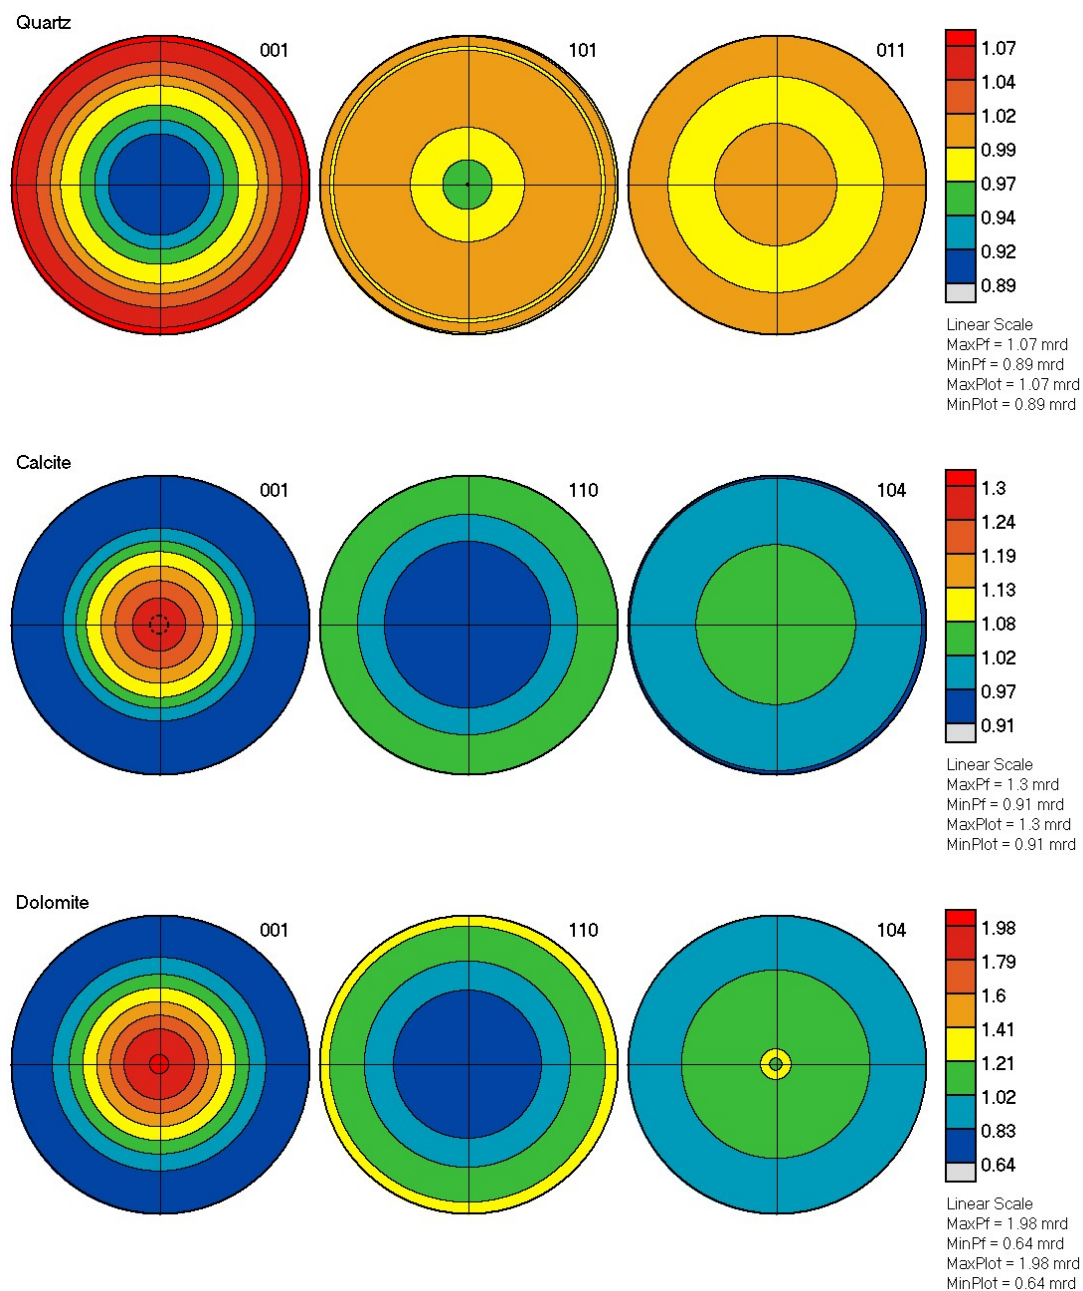 Quartz
001
101
011
1.07
1.04
1.02
0.99
0.97
0.94
0.92
0.89
Linear Scale
MaxPf = 1.07 mrd
MinPf = 0.89 mrd
MaxPlot = 1.07 mrd
MinPlot = 0.89 mrd
Calcite
001
110
104
1.3
1.24
1.19
1.13
1.08
1.02
0.97
0.91
Linear Scale
MaxPf = 1.3 mrd
MinPf = 0.91 mrd
MaxPlot = 1.3 mrd
MinPlot = 0.91 mrd
Dolomite
001
110
104
1.98
1.79
1.6
1.41
1.21
1.02
0.83
0.64
Linear Scale
MaxPf = 1.98 mrd
MinPf = 0.64 mrd
MaxPlot = 1.98 mrd
MinPlot = 0.64 mrd